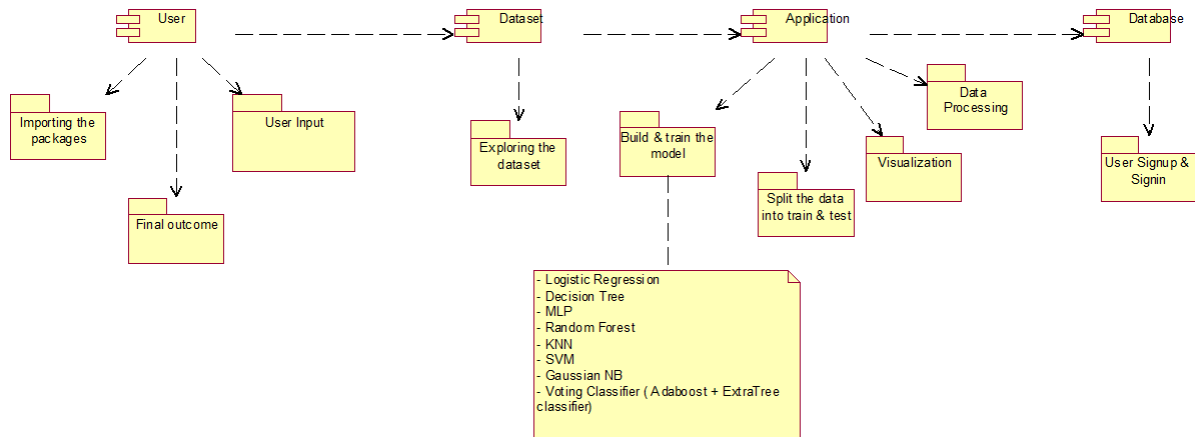 User
Dataset
Application
Database
Importing the
packages
User Input
Final outcome
Exploring the
dataset
Build & train the
model
Split the data
into train & test
Visualization
Data
Processing
User Signup &
Signin
- Logistic Regression
- Decision Tree
- MLP
- Random Forest
- KNN
- SVM
- Gaussian NB
- Voting Classifier ( Adaboost + ExtraTree
classifier)